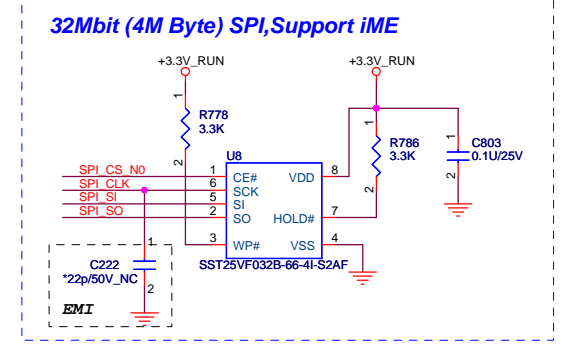 32Mbit (4M Byte) SPI,Support iME
+3.3V_RUN
+3.3V_RUN
1
R778
3.3K
2
1
R786
3.3K
2
1
C803
0.1U/25V
2
U8
SPI_CS_N0
1
CE#
VDD
8
SPI_CLK
6
SCK
SPI_SI
5
SI
SPI_SO
2
SO
HOLD#
7
3
WP#
VSS
4
SST25VF032B-66-4I-S2AF
1
C222
*22p/50V_NC
2
EMI